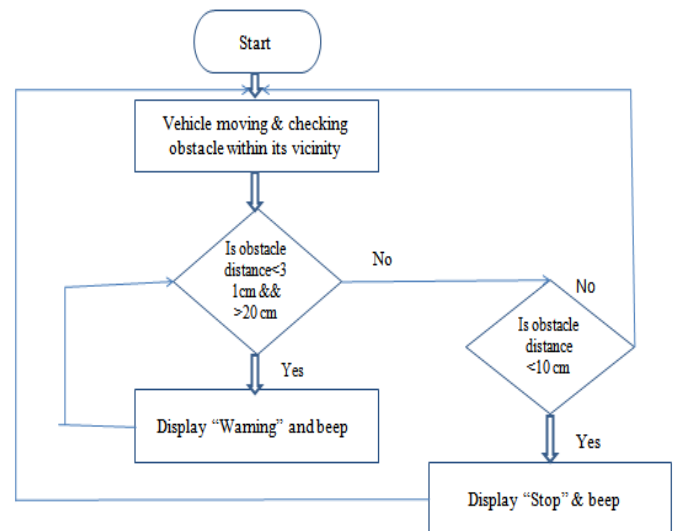 Start
Vehicle moving & checking
obstacle within its vicinity
Is obstacle
distance<3
1cm &&
>20 cm
No
Yes
Display “Warning” and beep
No
Is obstacle
distance
<10 cm
Yes
Display “Stop” & beep